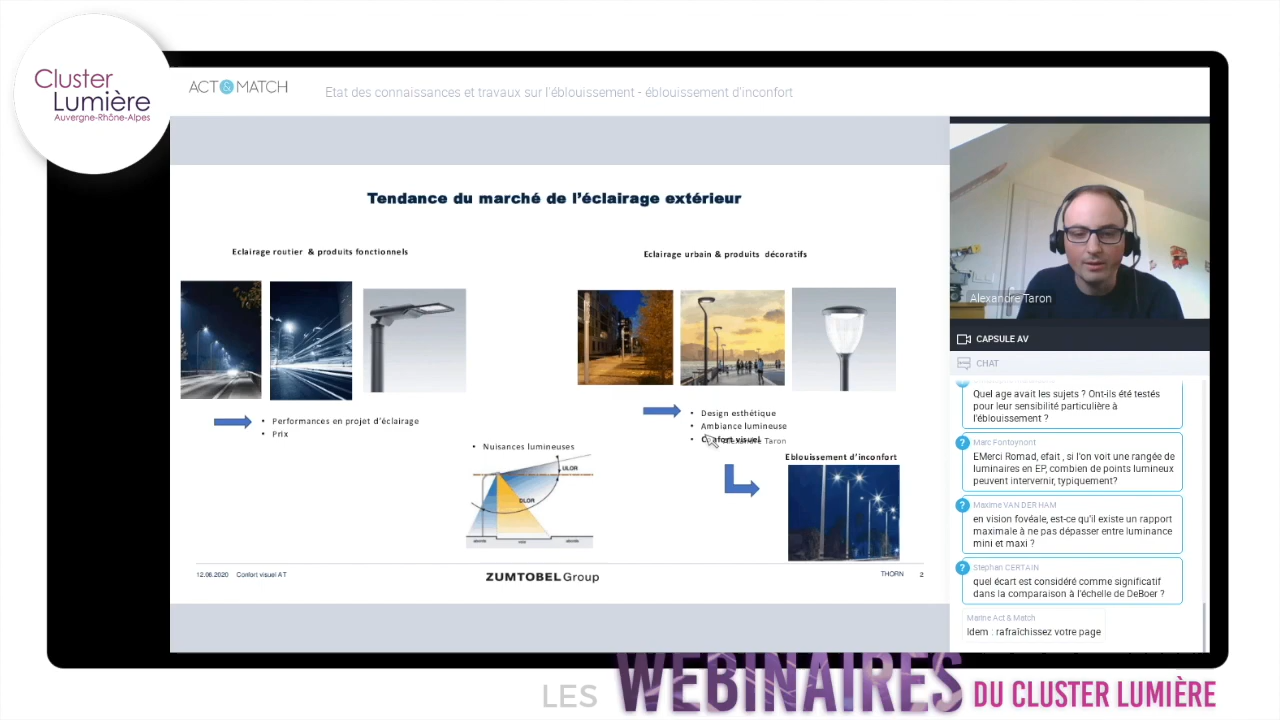 Cluster
Lumière
Auvergne-Rhône-Alpes
ACT&MATCH
Etat des connaissances et travaux sur l'éblouissement - éblouissement d'inconfort
Tendance du marché de l'éclairage extérieur
Eclairage routier & produits fonctionnels
• Performances en projet d'éclairage
• Prix
• Nuisances lumineuses
ULOR
DLOR
Eclairage urbain & produits décoratifs
• Design esthétique
• Ambiance lumineuse
• Confort visuel
Alexandre Taron
Eblouissement d'inconfort
12.06.2020 Confort visuel AT
ZUMTOBEL Group
THORN 2
Alexandre Taron
CAPSULE AV
CHAT
Quel age avait les sujets ? Ont-ils été testés
pour leur sensibilité particulière à
l'éblouissement ?
? Marc Fontoynont
EMerci Romad, efait , si l'on voit une rangée de
luminaires en EP, combien de points lumineux
peuvent intervenir, typiquement?
? Maxime VAN DER HAM
en vision fovéale, est-ce qu'il existe un rapport
maximale à ne pas dépasser entre luminance
mini et maxi ?
? Stephan CERTAIN
quel écart est considéré comme significatif
dans la comparaison à l'échelle de DeBoer ?
Marine Act & Match
Idem : rafraîchissez votre page
LES WEBINAIRES DU CLUSTER LUMIÈRE